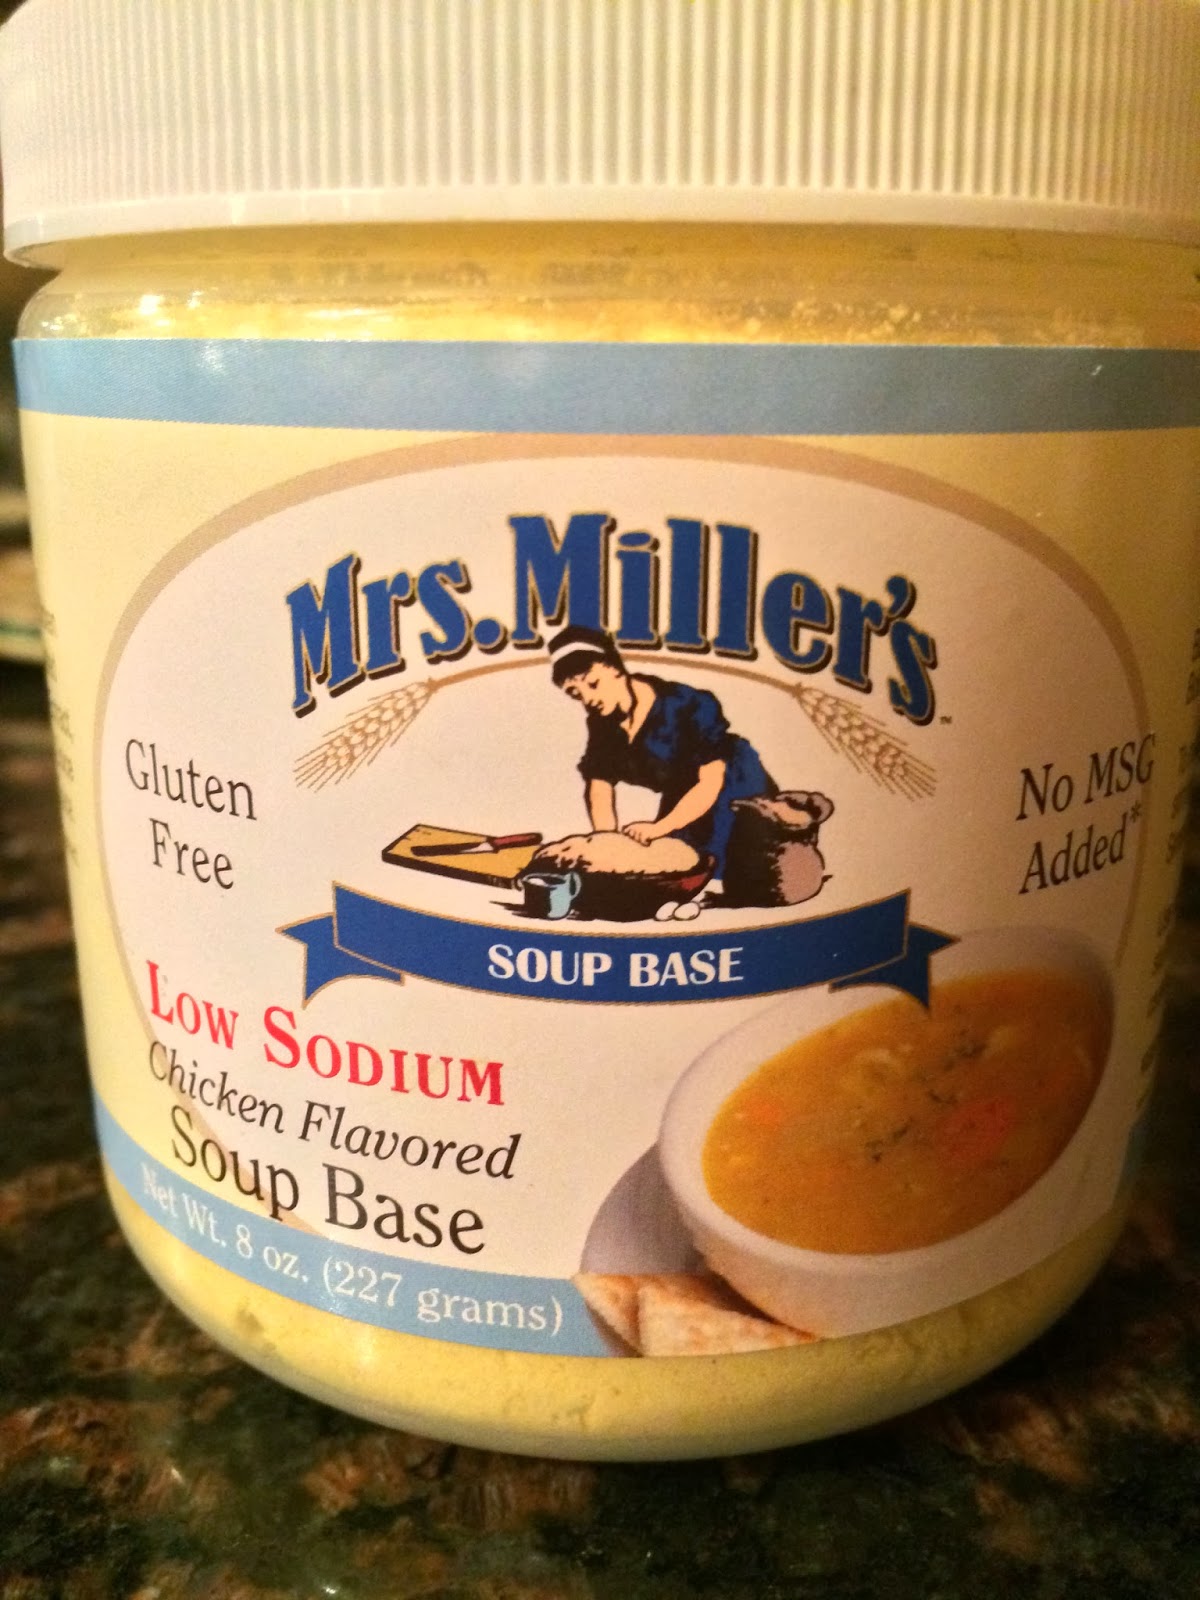 Mrs. Miller's™
Gluten
Free
No MSG
Added*
SOUP BASE
LOW SODIUM
Chicken Flavored
Soup Base
Net Wt. 8 oz. (227 grams)